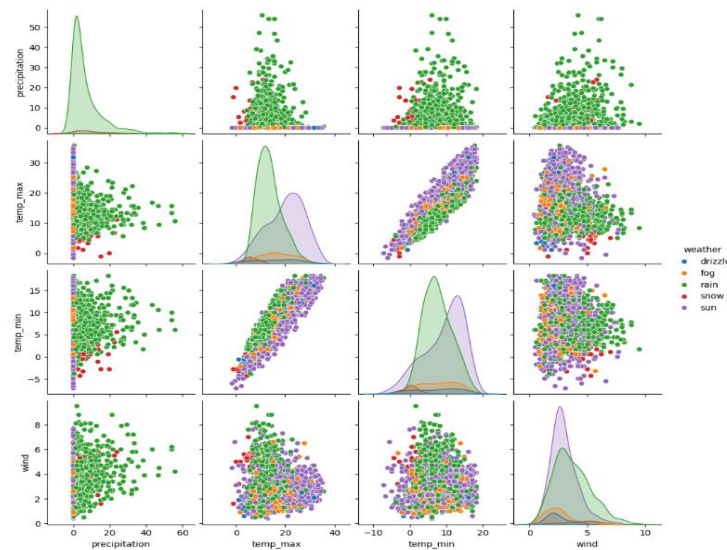 precipitation
50
40
30
20
10
0
temp_max
30
20
10
0
weather
drizzle
fog
rain
snow
sun
temp_min
15
10
5
0
−5
wind
8
6
4
2
0
0 20 40 60
0 20 40
−10 0 10 20
0 5 10
precipitation temp_max temp_min wind